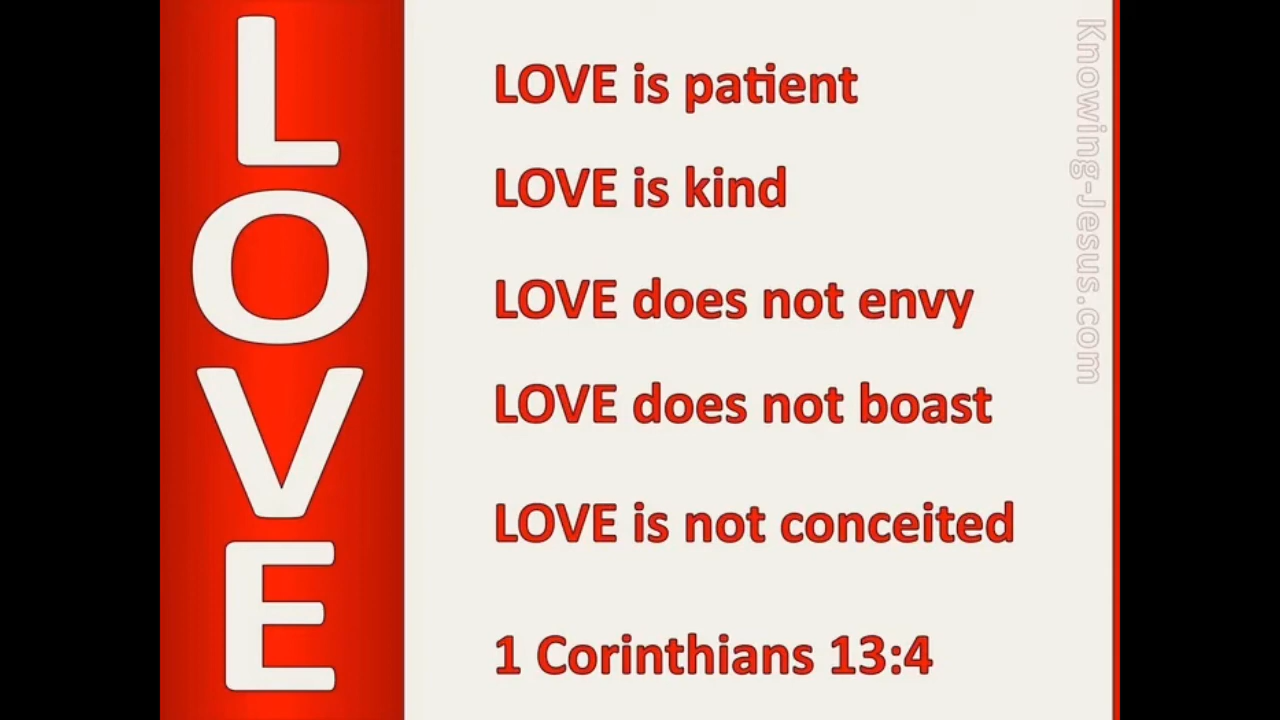 LOVE
LOVE is patient
LOVE is kind
LOVE does not envy
LOVE does not boast
LOVE is not conceited
1 Corinthians 13:4
Knowing-Jesus.com